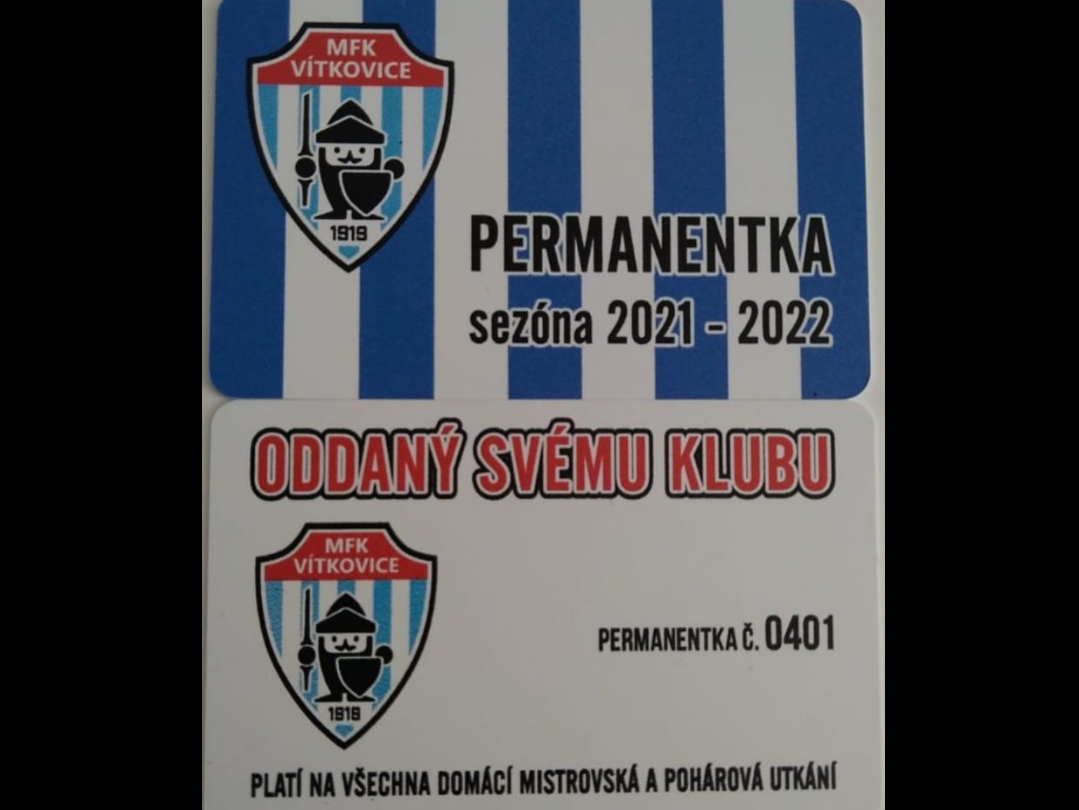 MFK
VÍTKOVICE
1919
PERMANENTKA
sezóna 2021 - 2022
ODDANÝ SVÉMU KLUBU
MFK
VÍTKOVICE
1919
PERMANENTKA Č. 0401
PLATÍ NA VŠECHNA DOMÁCÍ MISTROVSKÁ A POHÁROVÁ UTKÁNÍ